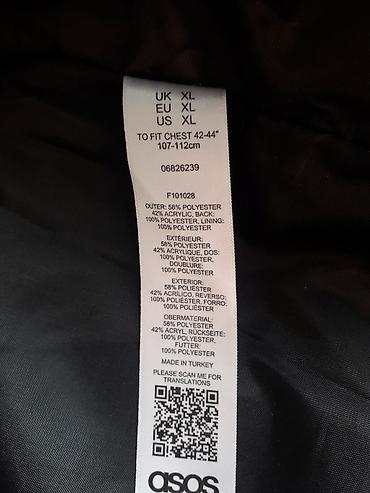 UK XL
EU XL
US XL
TO FIT CHEST 42-44"
107-112cm
06826239
F101028
OUTER: 58% POLYESTER
42% ACRYLIC, BACK:
100% POLYESTER, LINING:
100% POLYESTER
EXTÉRIEUR:
58% POLYESTER
42% ACRYLIQUE, DOS:
100% POLYESTER,
DOUBLURE:
100% POLYESTER
EXTERIOR:
58% POLIÉSTER
42% ACRÍLICO, REVERSO:
100% POLIÉSTER, FORRO:
100% POLIÉSTER
OBERMATERIAL:
58% POLYESTER
42% ACRYL, RÜCKSEITE:
100% POLYESTER,
FUTTER:
100% POLYESTER
MADE IN TURKEY
PLEASE SCAN ME FOR
TRANSLATIONS
asos